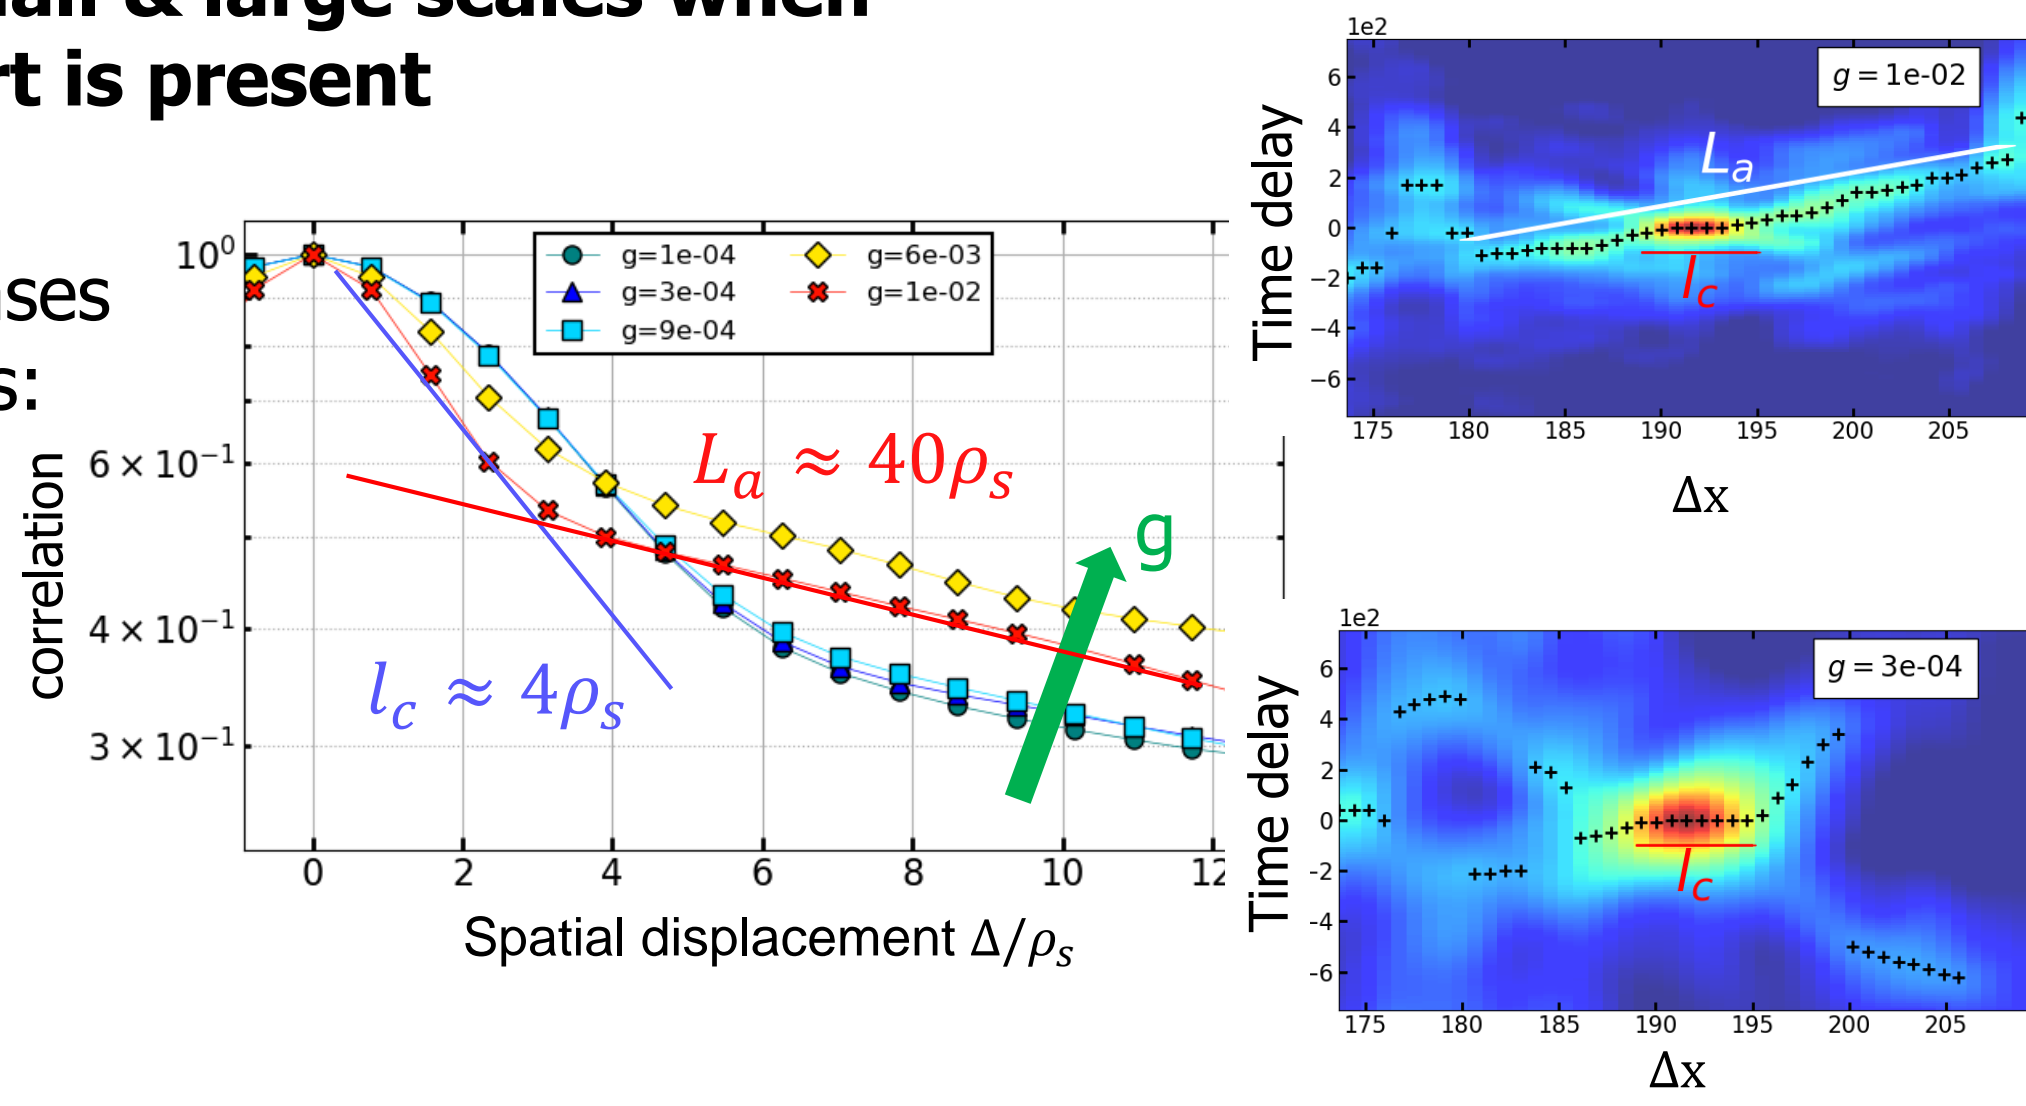 all & large scales when
rt is present
ses
s:
correlation
10⁰
6 × 10⁻¹
4 × 10⁻¹
3 × 10⁻¹
g=1e-04
g=3e-04
g=9e-04
g=6e-03
g=1e-02
Lₐ ≈ 40ρₛ
l_c ≈ 4ρₛ
g
0 2 4 6 8 10 12
Spatial displacement Δ/ρₛ
1e2
g = 1e-02
Time delay
6
4
2
0
−2
−4
−6
Lₐ
l_c
175 180 185 190 195 200 205
Δx
1e2
g = 3e-04
Time delay
6
4
2
0
-2
-4
-6
l_c
175 180 185 190 195 200 205
Δx